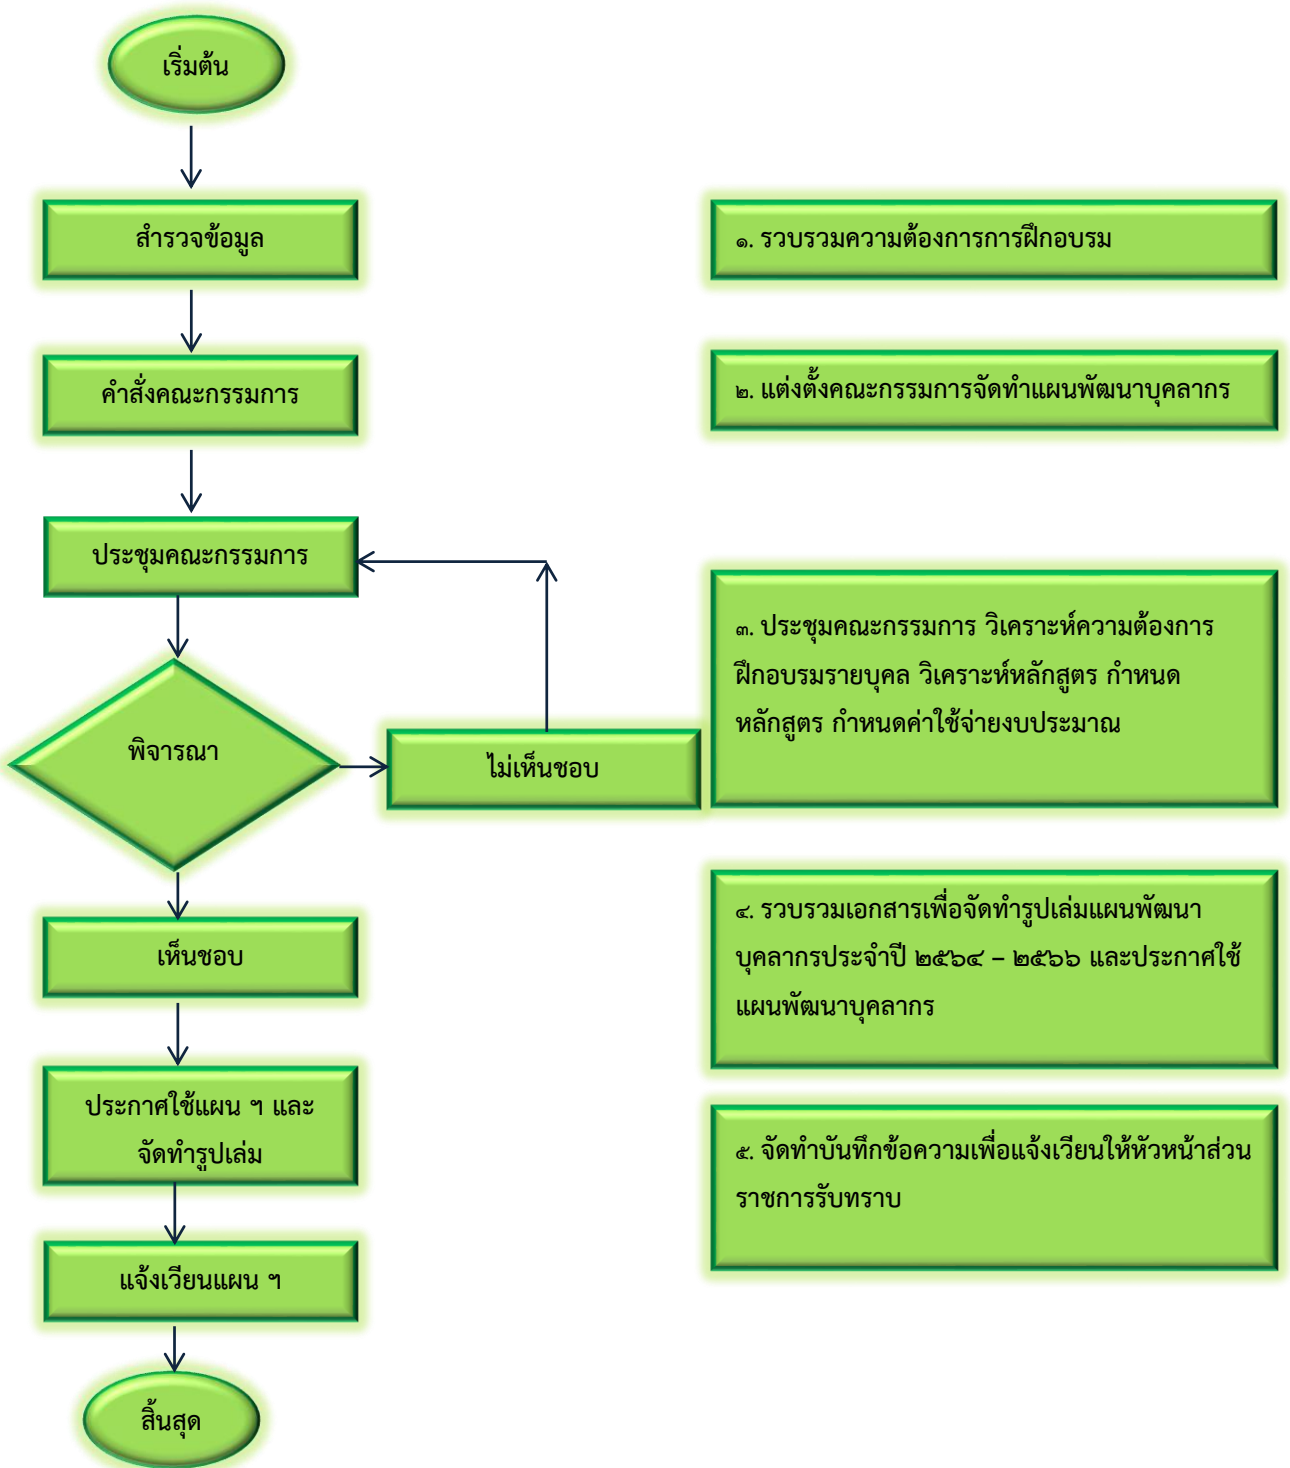 เริ่มต้น
สำรวจข้อมูล
๑. รวบรวมความต้องการการฝึกอบรม
คำสั่งคณะกรรมการ
๒. แต่งตั้งคณะกรรมการจัดทำแผนพัฒนาบุคลากร
ประชุมคณะกรรมการ
๓. ประชุมคณะกรรมการ วิเคราะห์ความต้องการ
ฝึกอบรมรายบุคล วิเคราะห์หลักสูตร กำหนด
หลักสูตร กำหนดค่าใช้จ่ายงบประมาณ
พิจารณา
ไม่เห็นชอบ
เห็นชอบ
๔. รวบรวมเอกสารเพื่อจัดทำรูปเล่มแผนพัฒนา
บุคลากรประจำปี ๒๕๖๔ – ๒๕๖๖ และประกาศใช้
แผนพัฒนาบุคลากร
ประกาศใช้แผน ฯ และ
จัดทำรูปเล่ม
๕. จัดทำบันทึกข้อความเพื่อแจ้งเวียนให้หัวหน้าส่วน
ราชการรับทราบ
แจ้งเวียนแผน ฯ
สิ้นสุด